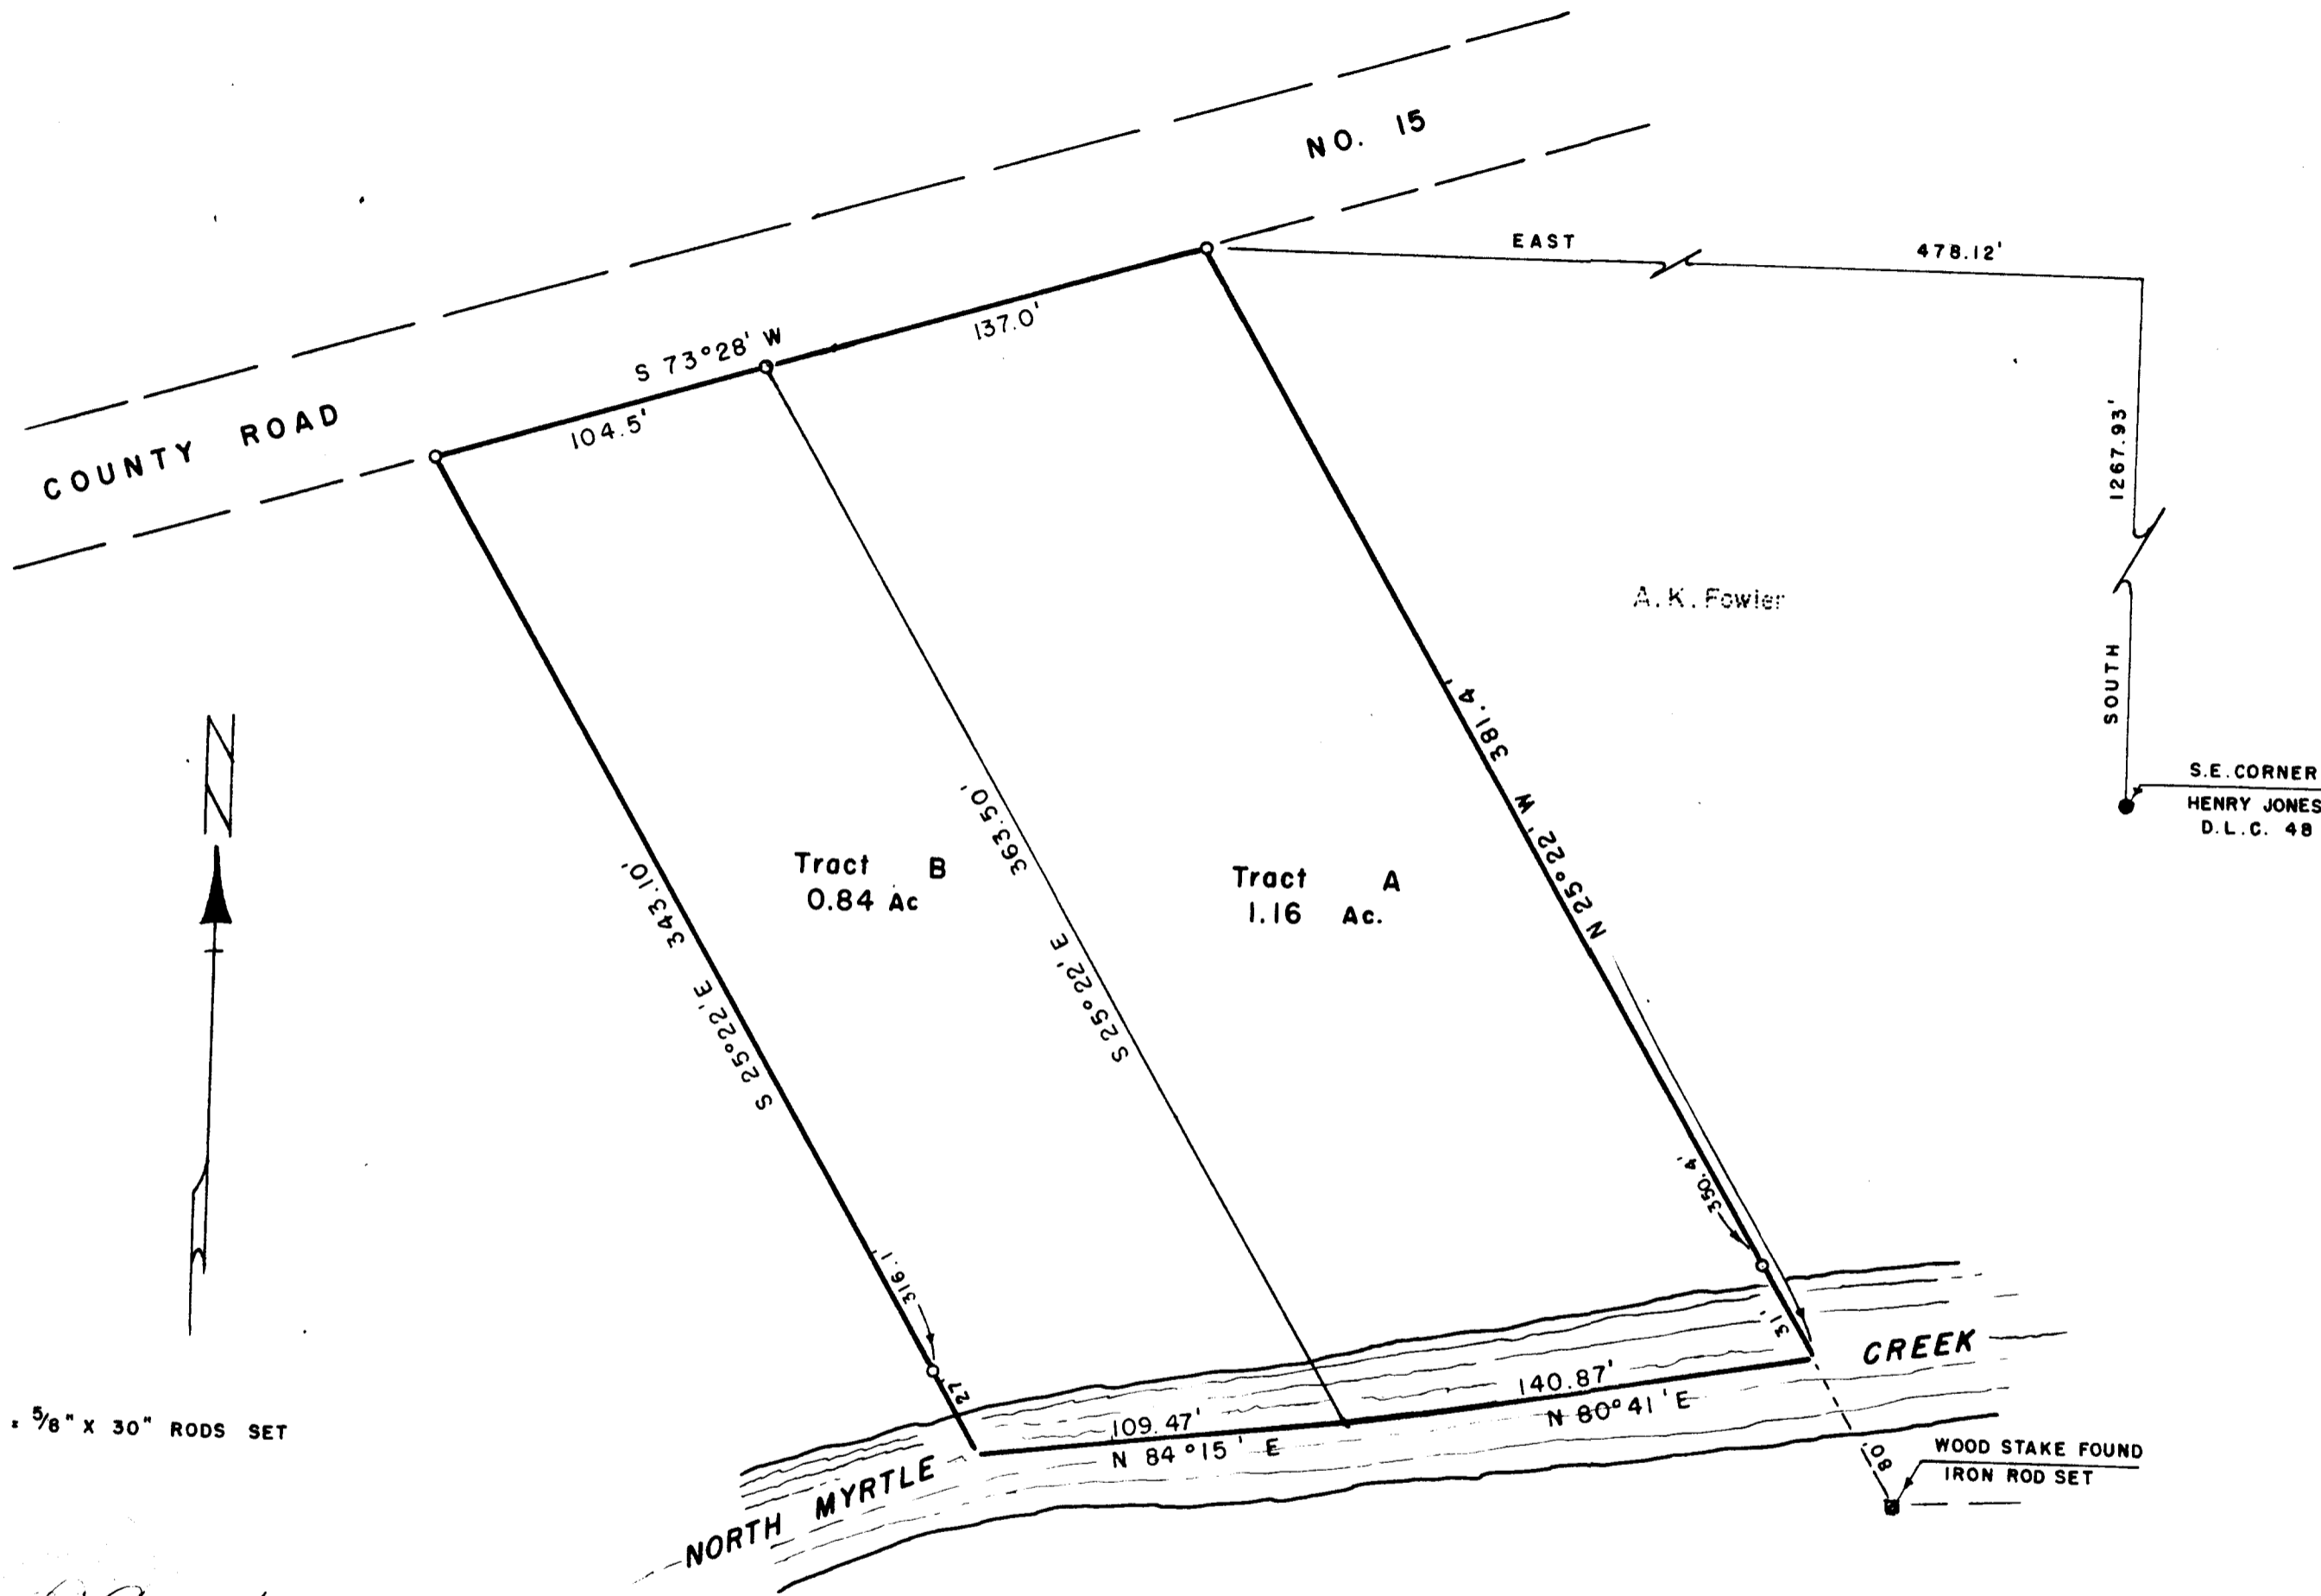 NO. 15
EAST 478.12'
137.0'
S 73°28' W
104.5'
COUNTY ROAD
1267.93'
SOUTH
A. K. Fowler
S.E. CORNER
HENRY JONES
D.L.C. 48
N
N 25°22' W 381.4'
363.50'
S 25°22' E
S 25°22' E 343.10'
Tract B
0.84 Ac
Tract A
1.16 Ac.
350.4'
31'
316.1'
27'
CREEK
140.87'
N 80°41' E
109.47'
N 84°15' E
NORTH MYRTLE
80'
WOOD STAKE FOUND
IRON ROD SET
= 5/8" X 30" RODS SET